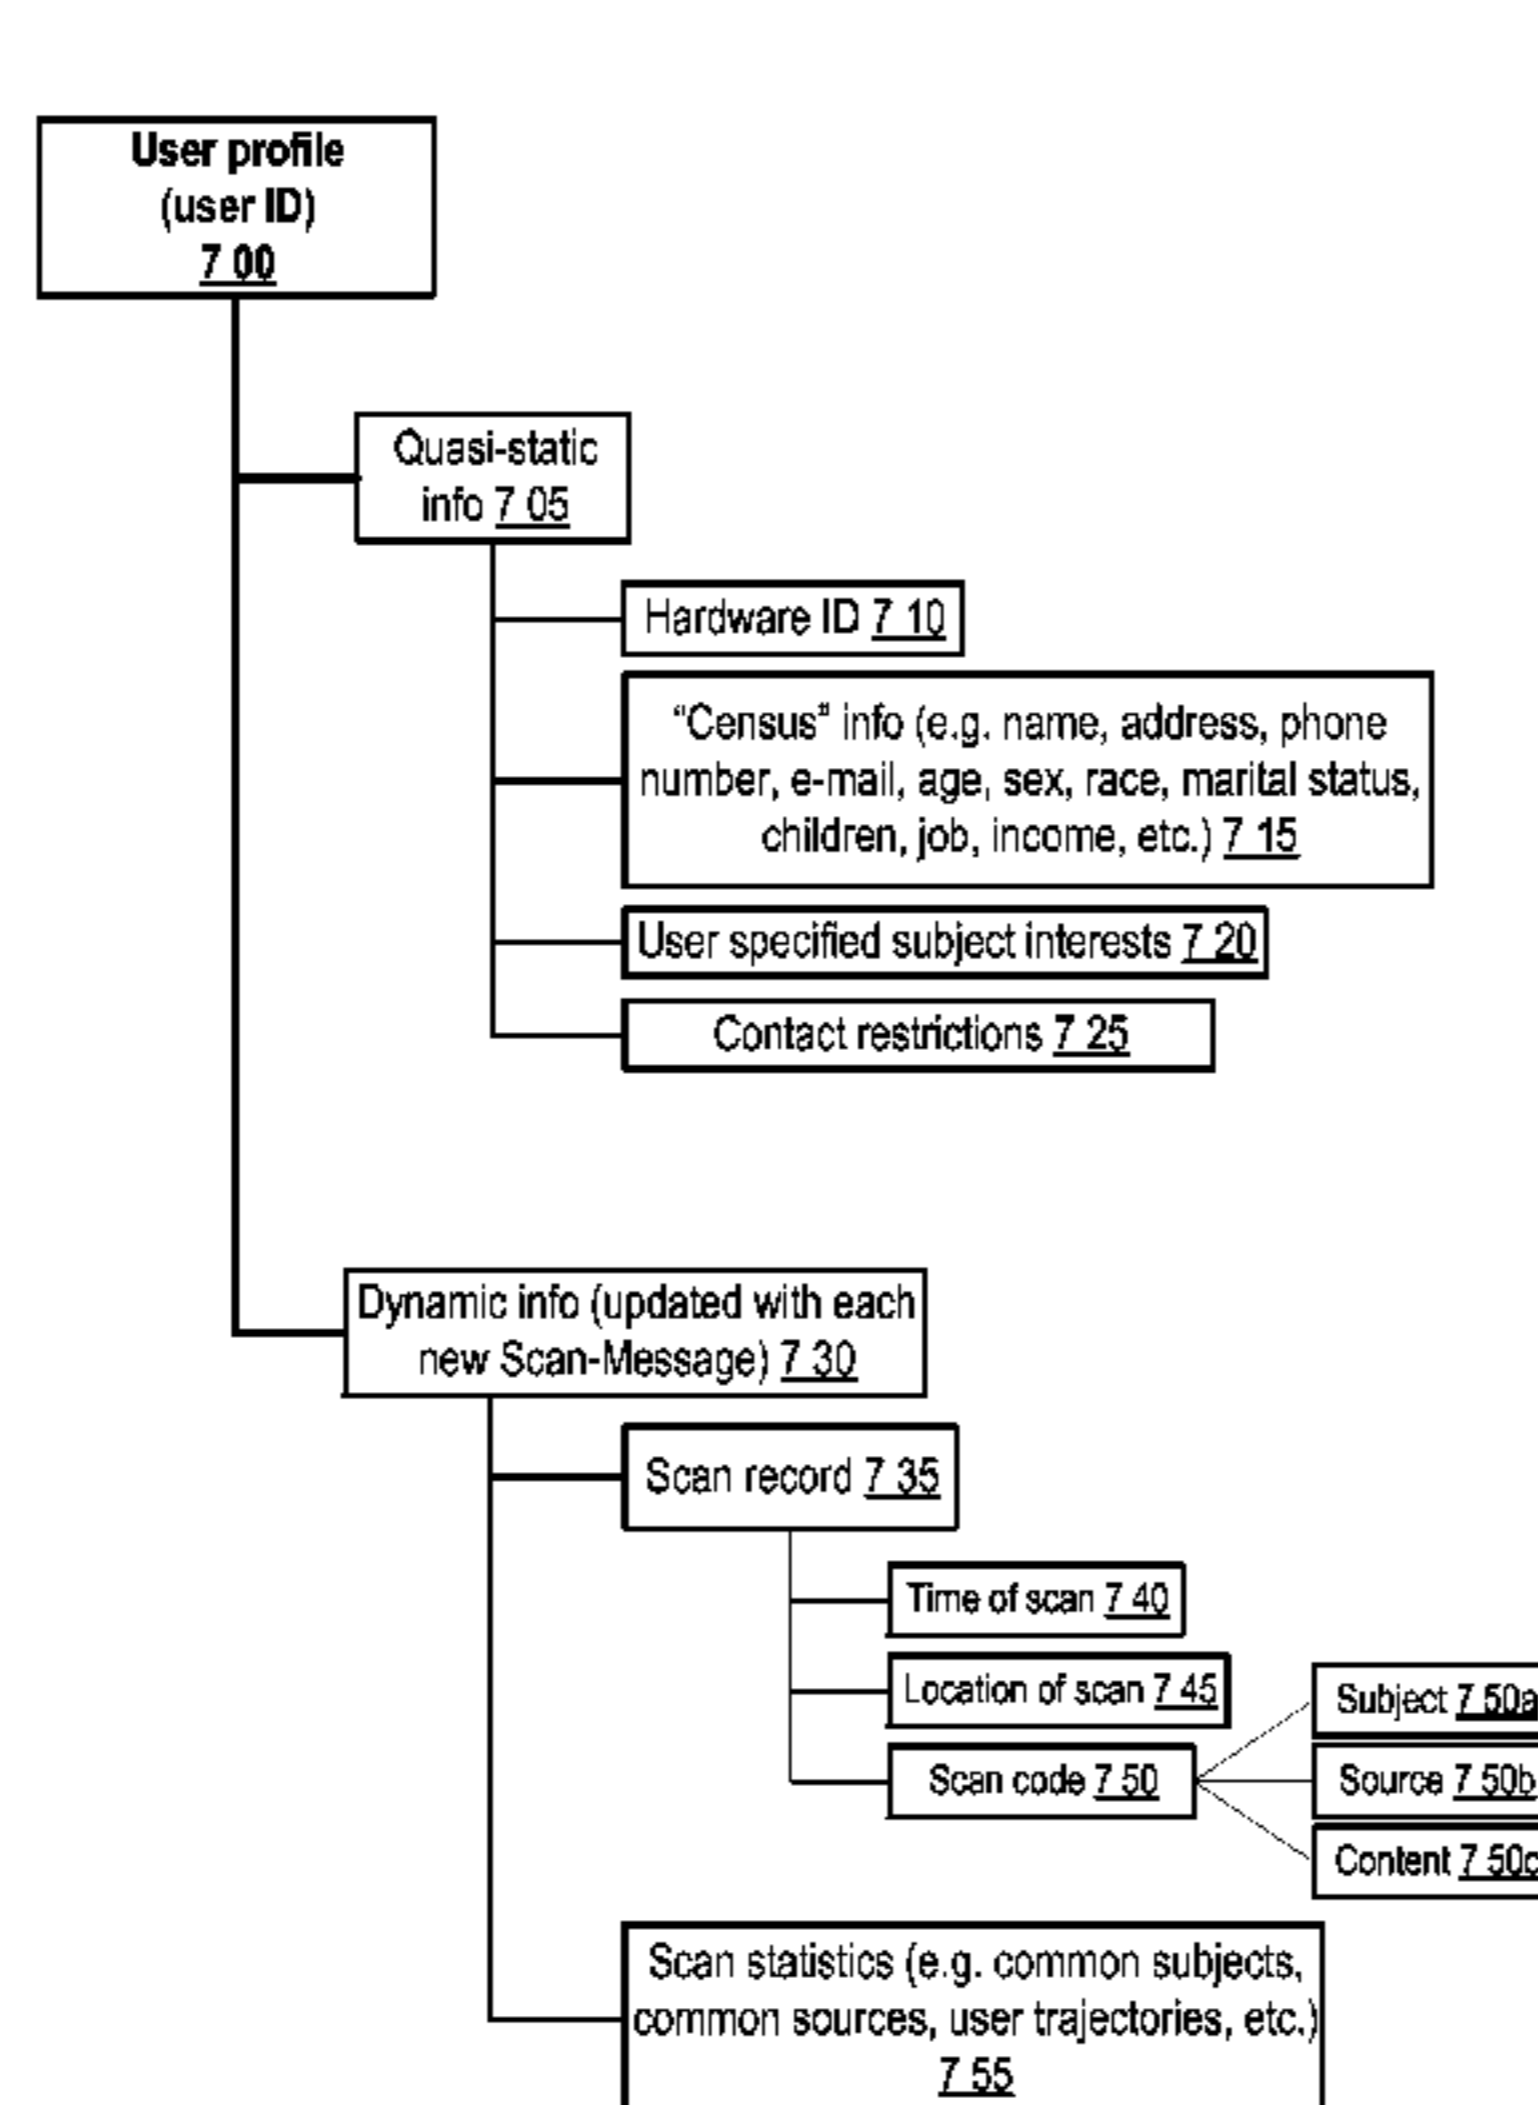 User profile
(user ID)
7 00
Quasi-static
info 7 05
Hardware ID 7 10
“Census” info (e.g. name, address, phone
number, e-mail, age, sex, race, marital status,
children, job, income, etc.) 7 15
User specified subject interests 7 20
Contact restrictions 7 25
Dynamic info (updated with each
new Scan-Message) 7 30
Scan record 7 35
Time of scan 7 40
Location of scan 7 45
Scan code 7 50
Subject 7 50a
Source 7 50b
Content 7 50c
Scan statistics (e.g. common subjects,
common sources, user trajectories, etc.)
7 55